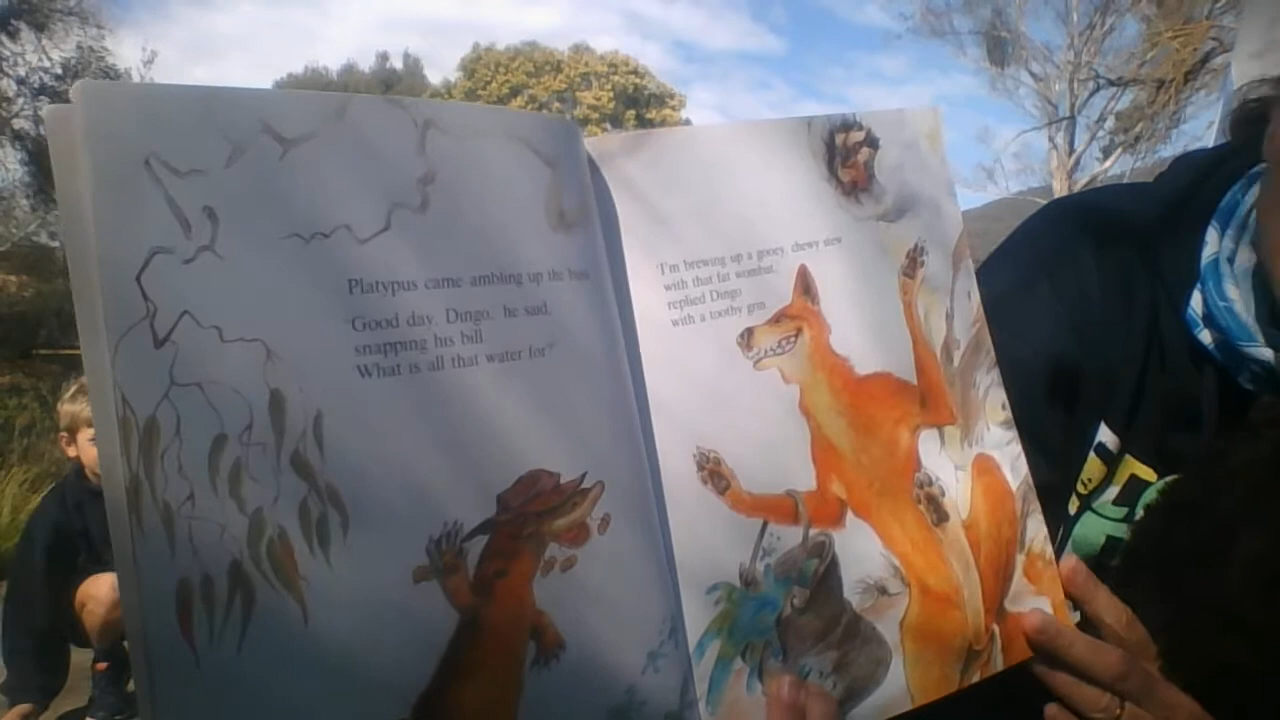 Platypus came ambling up the
'Good day, Dingo,' he said,
snapping his bill.
'What is all that water for?'
'I'm brewing up a gooey, chewy stew
with that fat wombat,'
replied Dingo
with a toothy grin.